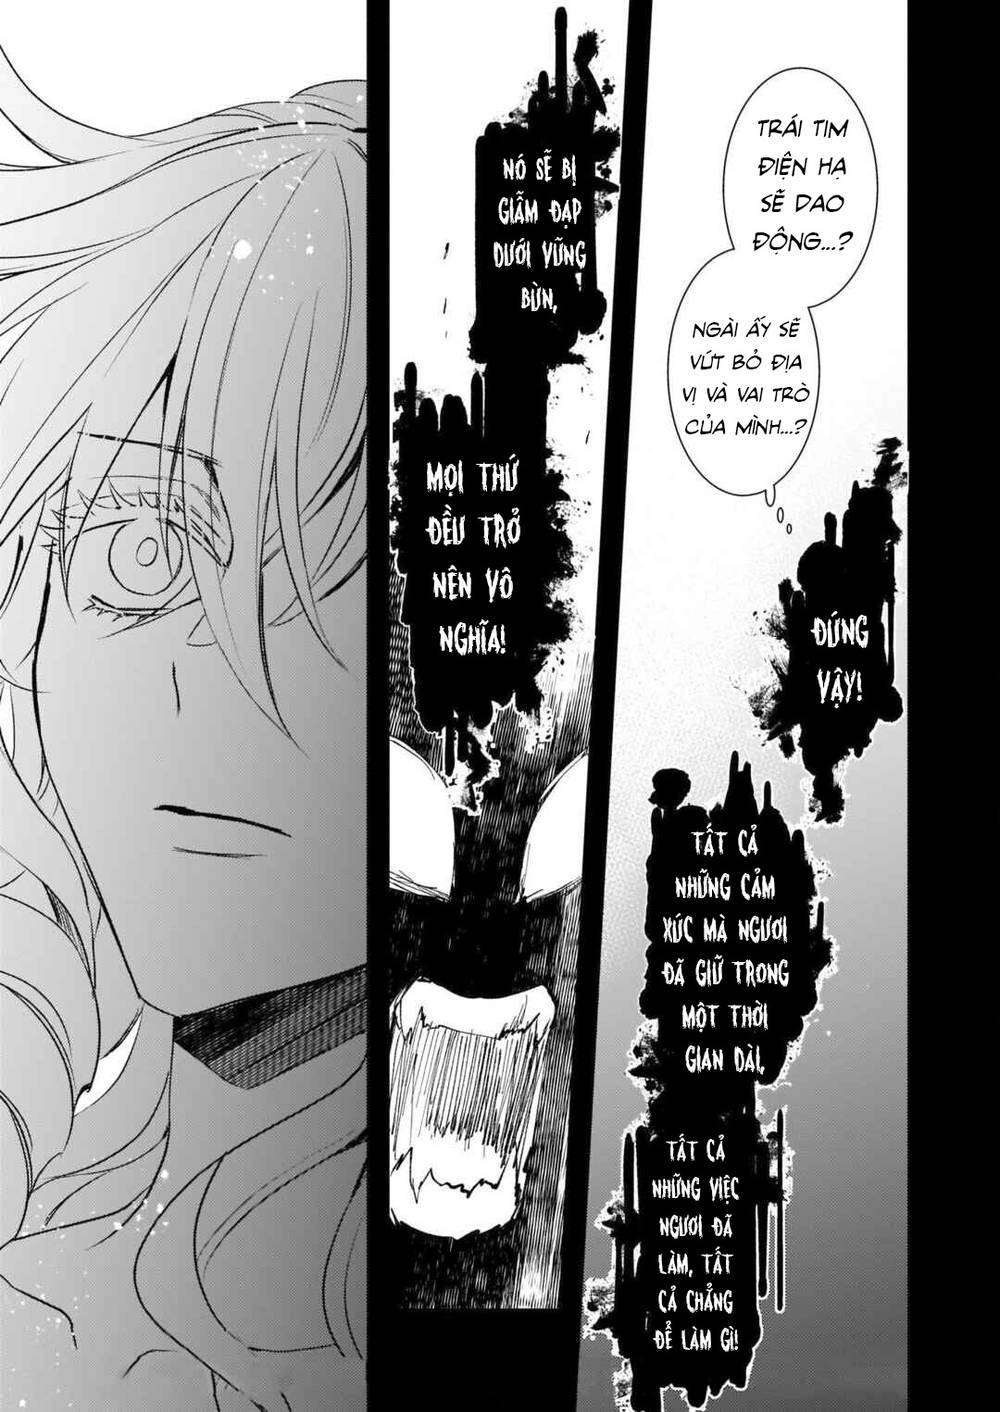 TRÁI TIM
ĐIỆN HẠ
SẼ DAO
ĐỘNG...?
NGÀI ẤY SẼ
VỨT BỎ ĐỊA
VỊ VÀ VAI TRÒ
CỦA MÌNH...?
ĐỨNG
VẬY!
TẤT CẢ
NHỮNG CẢM
XÚC MÀ NGƯƠI
ĐÃ GIỮ TRONG
MỘT THỜI
GIAN DÀI,
TẤT CẢ
NHỮNG VIỆC
NGƯƠI ĐÃ
LÀM, TẤT
CẢ CHẲNG
ĐỂ LÀM GÌ!
NÓ SẼ BỊ
GIẪM ĐẠP
DƯỚI VŨNG
BÙN,
MỌI THỨ
ĐỀU TRỞ
NÊN VÔ
NGHĨA!